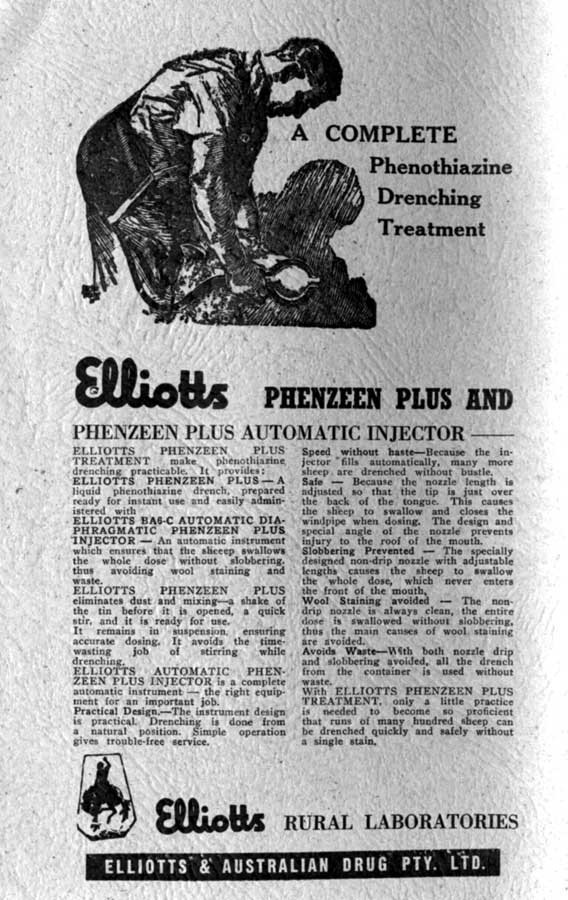 A COMPLETE
Phenothiazine
Drenching
Treatment
Elliotts PHENZEEN PLUS AND
PHENZEEN PLUS AUTOMATIC INJECTOR —
ELLIOTTS PHENZEEN PLUS
TREATMENT make phenothiazine
drenching practicable. It provides:
ELLIOTTS PHENZEEN PLUS — A
liquid phenothiazine drench, prepared
ready for instant use and easily admin-
istered with
ELLIOTTS BA6-C AUTOMATIC DIA-
PHRAGMATIC PHENZEEN PLUS
INJECTOR — An automatic instrument
which ensures that the sheeep swallows
the whole dose without slobbering,
thus avoiding wool staining and
waste.
ELLIOTTS PHENZEEN PLUS
eliminates dust and mixing—a shake of
the tin before it is opened, a quick
stir, and it is ready for use.
It remains in suspension, ensuring
accurate dosing. It avoids the time-
wasting job of stirring while
drenching.
ELLIOTTS AUTOMATIC PHEN-
ZEEN PLUS INJECTOR is a complete
automatic instrument — the right equip-
ment for an important job.
Practical Design.—The instrument design
is practical. Drenching is done from
a natural position. Simple operation
gives trouble-free service.
Speed without haste—Because the in-
jector fills automatically, many more
sheep are drenched without bustle.
Safe — Because the nozzle length is
adjusted so that the tip is just over
the back of the tongue. This causes
the sheep to swallow and closes the
windpipe when dosing. The design and
special angle of the nozzle prevents
injury to the roof of the mouth.
Slobbering Prevented — The specially
designed non-drip nozzle with adjustable
lengths causes the sheep to swallow
the whole dose, which never enters
the front of the mouth,
Wool Staining avoided — The non-
drip nozzle is always clean, the entire
dose is swallowed without slobbering,
thus the main causes of wool staining
are avoided.
Avoids Waste—With both nozzle drip
and slobbering avoided, all the drench
from the container is used without
waste.
With ELLIOTTS PHENZEEN PLUS
TREATMENT, only a little practice
is needed to become so proficient
that runs of many hundred sheep can
be drenched quickly and safely without
a single stain.
Elliotts RURAL LABORATORIES
ELLIOTTS & AUSTRALIAN DRUG PTY. LTD.